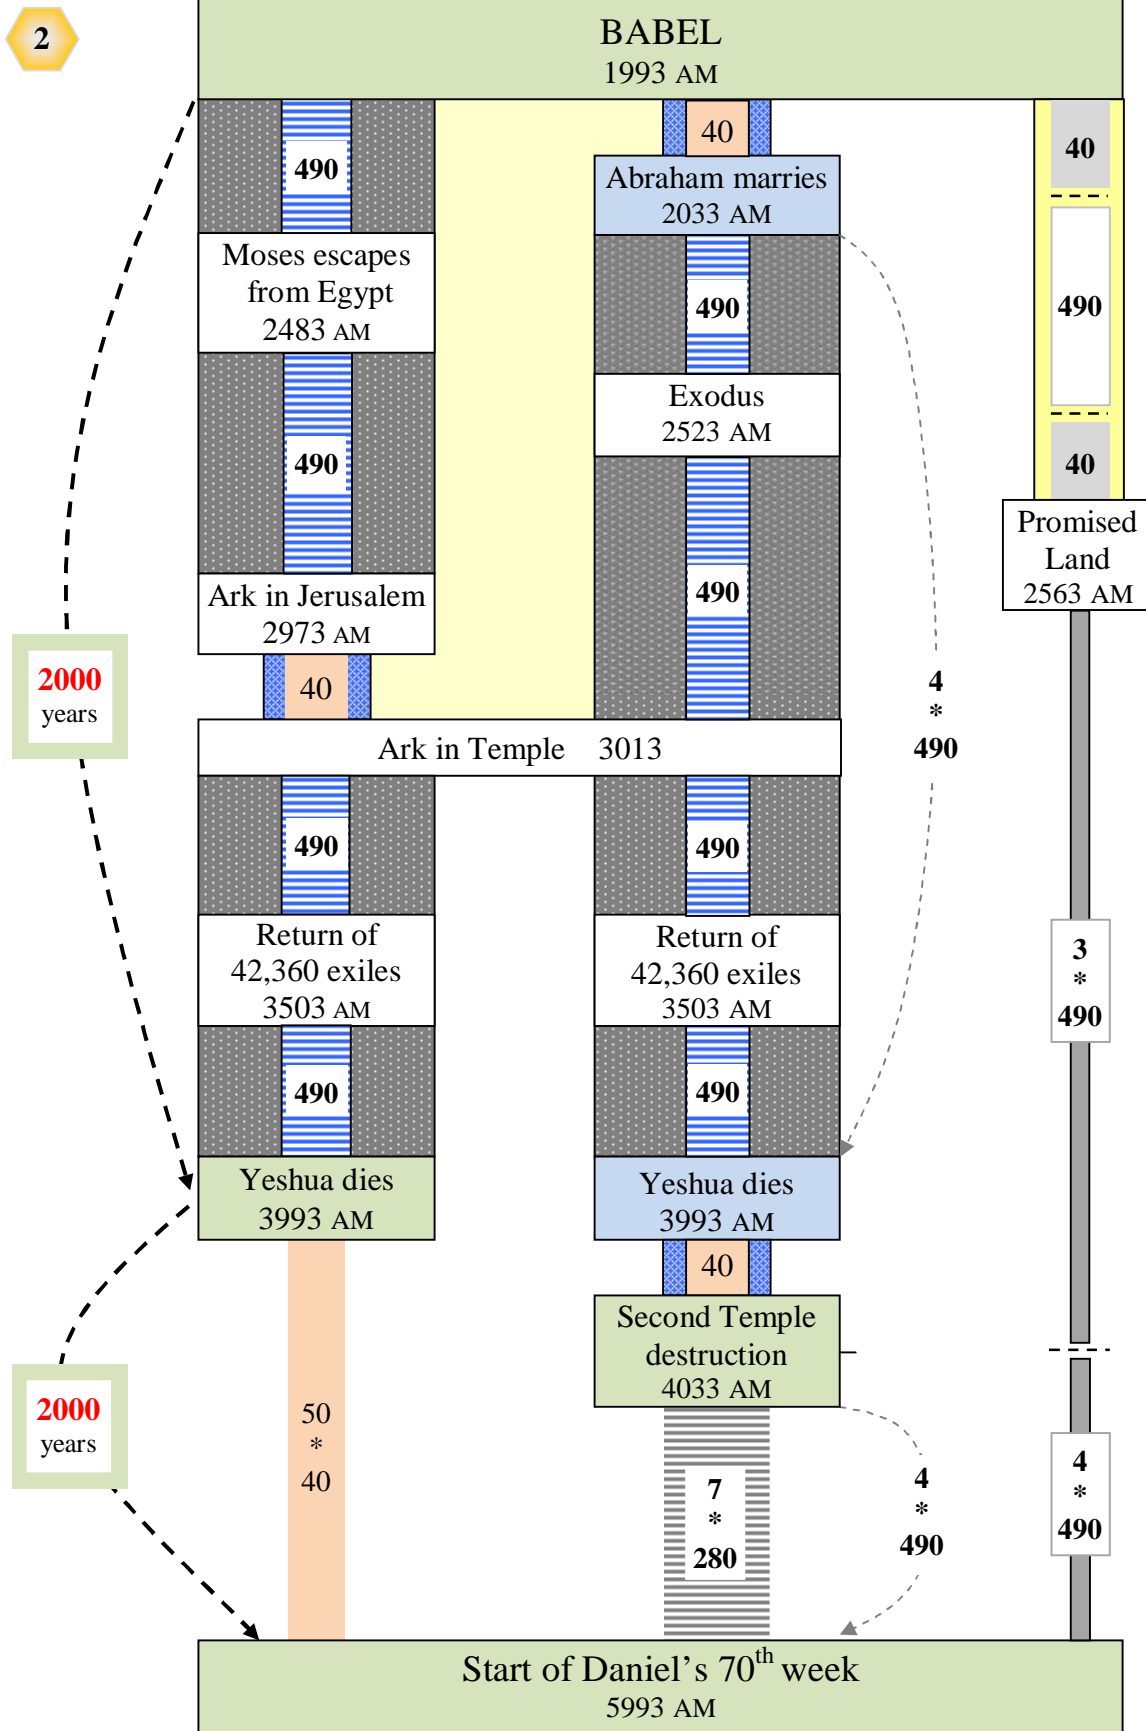 2
BABEL
1993 AM
40
490
40
Abraham marries
2033 AM
490
Moses escapes
from Egypt
2483 AM
490
40
Exodus
2523 AM
490
Promised
Land
2563 AM
490
Ark in Jerusalem
2973 AM
40
2000
years
4
*
490
Ark in Temple 3013
490
490
Return of
42,360 exiles
3503 AM
Return of
42,360 exiles
3503 AM
3
*
490
490
490
Yeshua dies
3993 AM
Yeshua dies
3993 AM
40
Second Temple
destruction
4033 AM
2000
years
50
*
40
7
*
280
4
*
490
4
*
490
Start of Daniel's 70th week
5993 AM